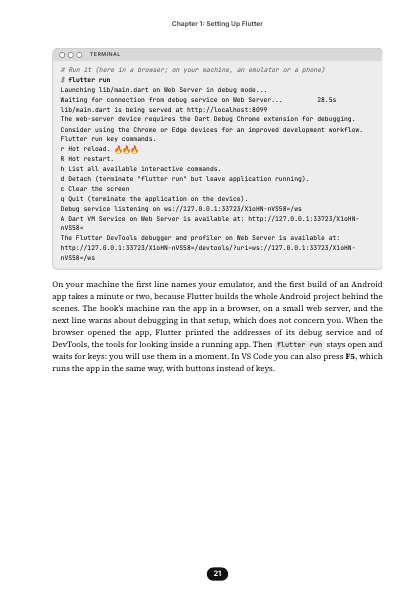 Chapter 1: Setting Up Flutter
TERMINAL
# Run it (here in a browser; on your machine, an emulator or a phone)
$ flutter run
Launching lib/main.dart on Web Server in debug mode...
Waiting for connection from debug service on Web Server... 28.5s
lib/main.dart is being served at http://localhost:8099
The web-server device requires the Dart Debug Chrome extension for debugging.
Consider using the Chrome or Edge devices for an improved development workflow.
Flutter run key commands.
r Hot reload. 🔥🔥🔥
R Hot restart.
h List all available interactive commands.
d Detach (terminate "flutter run" but leave application running).
c Clear the screen
q Quit (terminate the application on the device).
Debug service listening on ws://127.0.0.1:33723/X1oHN-nVS58=/ws
A Dart VM Service on Web Server is available at: http://127.0.0.1:33723/X1oHN-
nVS58=
The Flutter DevTools debugger and profiler on Web Server is available at:
http://127.0.0.1:33723/X1oHN-nVS58=/devtools/?uri=ws://127.0.0.1:33723/X1oHN-
nVS58=/ws
On your machine the first line names your emulator, and the first build of an Android
app takes a minute or two, because Flutter builds the whole Android project behind the
scenes. The book's machine ran the app in a browser, on a small web server, and the
next line warns about debugging in that setup, which does not concern you. When the
browser opened the app, Flutter printed the addresses of its debug service and of
DevTools, the tools for looking inside a running app. Then flutter run stays open and
waits for keys: you will use them in a moment. In VS Code you can also press F5, which
runs the app in the same way, with buttons instead of keys.
21